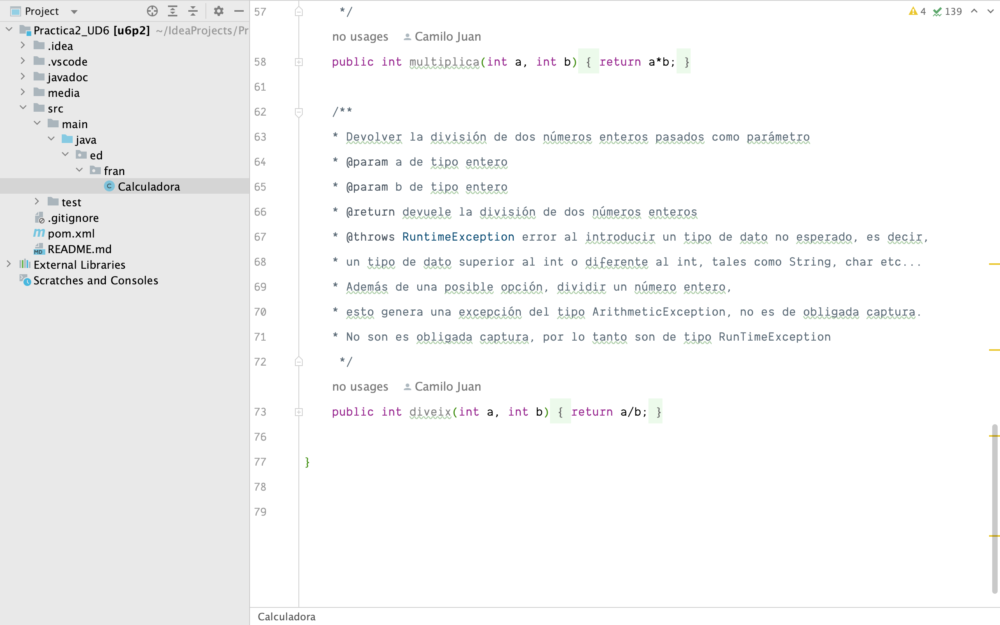 Project
Practica2_UD6 [u6p2] ~/IdeaProjects/Pr
.idea
.vscode
javadoc
media
src
main
java
ed
fran
C Calculadora
test
.gitignore
m pom.xml
MD README.md
External Libraries
Scratches and Consoles
4 139
57 */
no usages Camilo Juan
58 public int multiplica(int a, int b) { return a*b; }
61
62 /**
63 * Devolver la división de dos números enteros pasados como parámetro
64 * @param a de tipo entero
65 * @param b de tipo entero
66 * @return devuele la división de dos números enteros
67 * @throws RuntimeException error al introducir un tipo de dato no esperado, es decir,
68 * un tipo de dato superior al int o diferente al int, tales como String, char etc...
69 * Además de una posible opción, dividir un número entero,
70 * esto genera una excepción del tipo ArithmeticException, no es de obligada captura.
71 * No son es obligada captura, por lo tanto son de tipo RunTimeException
72 */
no usages Camilo Juan
73 public int diveix(int a, int b) { return a/b; }
76
77 }
78
79
Calculadora